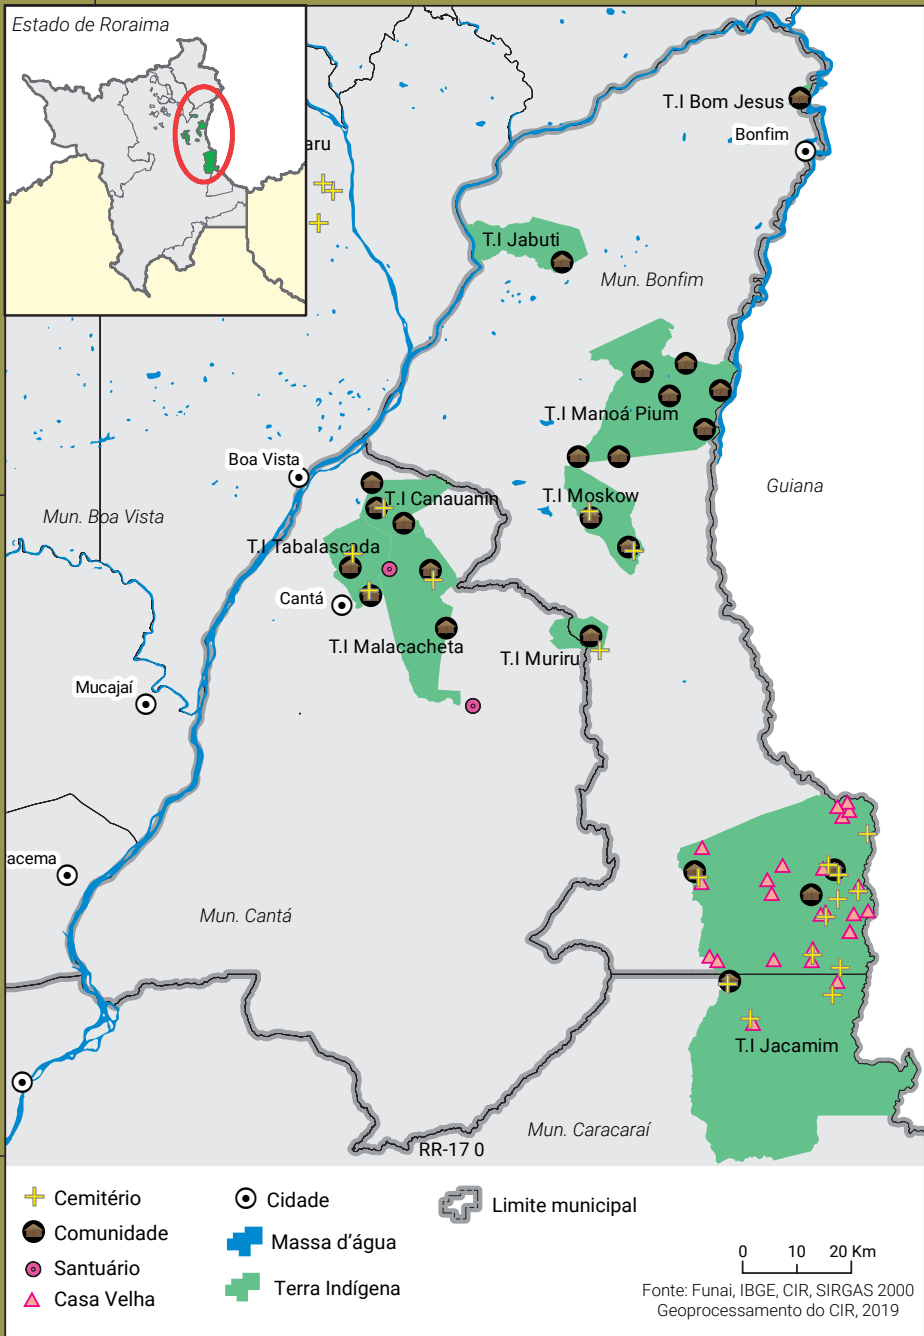 Estado de Roraima
aru
T.I Bom Jesus
Bonfim
T.I Jabuti
Mun. Bonfim
T.I Manoá Pium
Boa Vista
Guiana
T.I Canauanin
T.I Moskow
Mun. Boa Vista
T.I Tabalascada
Cantá
T.I Malacacheta
T.I Muriru
Mucajaí
acema
Mun. Cantá
T.I Jacamim
Mun. Caracaraí
RR-17 0
Cemitério
Comunidade
Santuário
Casa Velha
Cidade
Massa d'água
Terra Indígena
Limite municipal
0 10 20 Km
Fonte: Funai, IBGE, CIR, SIRGAS 2000
Geoprocessamento do CIR, 2019